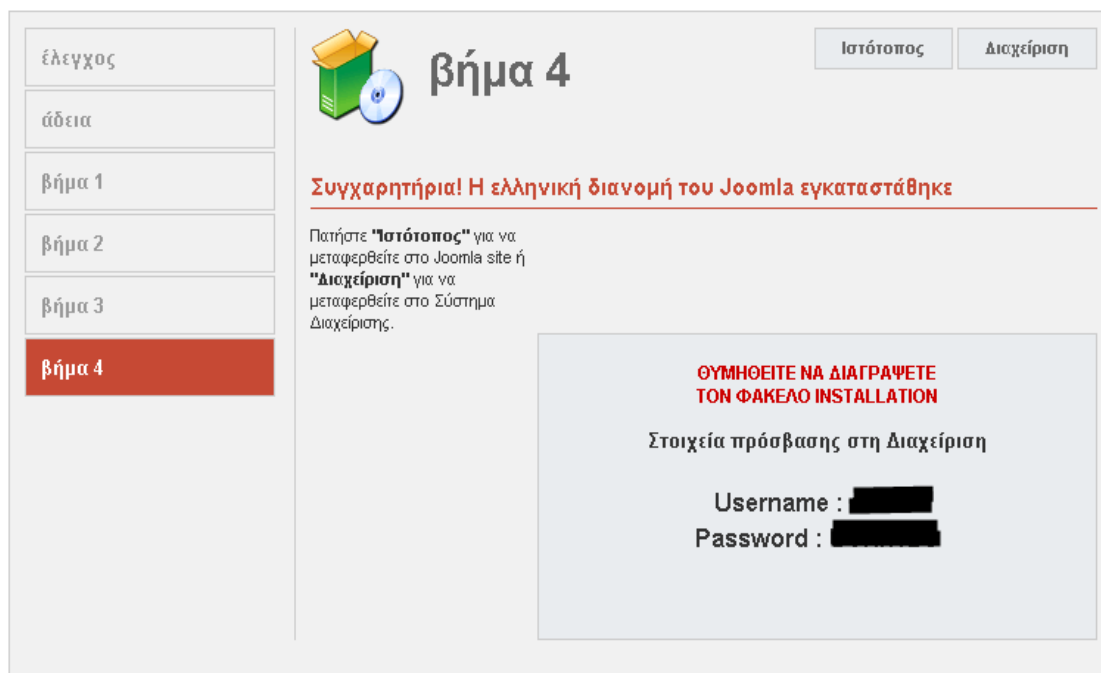 έλεγχος
άδεια
βήμα 1
βήμα 2
βήμα 3
βήμα 4
βήμα 4
Ιστότοπος
Διαχείριση
Συγχαρητήρια! Η ελληνική διανομή του Joomla εγκαταστάθηκε
Πατήστε "Ιστότοπος" για να
μεταφερθείτε στο Joomla site ή
"Διαχείριση" για να
μεταφερθείτε στο Σύστημα
Διαχείρισης.
ΘΥΜΗΘΕΙΤΕ ΝΑ ΔΙΑΓΡΑΨΕΤΕ
ΤΟΝ ΦΑΚΕΛΟ INSTALLATION
Στοιχεία πρόσβασης στη Διαχείριση
Username :
Password :